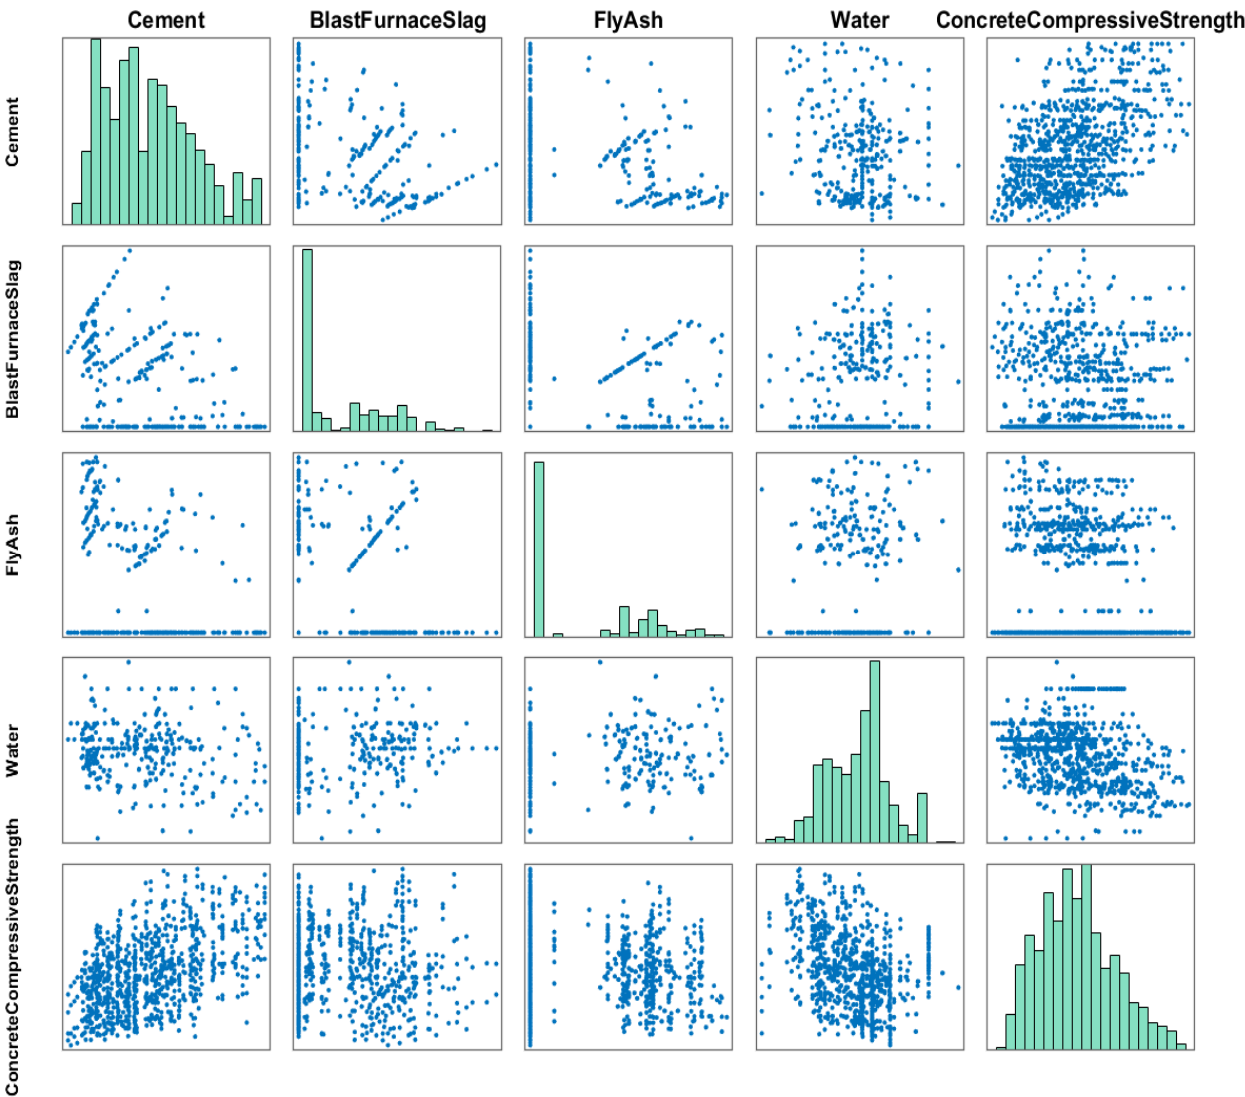 Cement
BlastFurnaceSlag
FlyAsh
Water
ConcreteCompressiveStrength
Cement
BlastFurnaceSlag
FlyAsh
Water
ConcreteCompressiveStrength